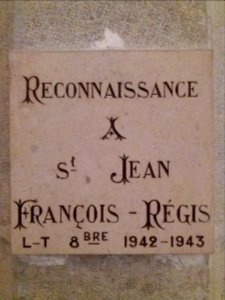 RECONNAISSANCE
A
St JEAN
FRANÇOIS - RÉGIS
L-T 8BRE 1942-1943